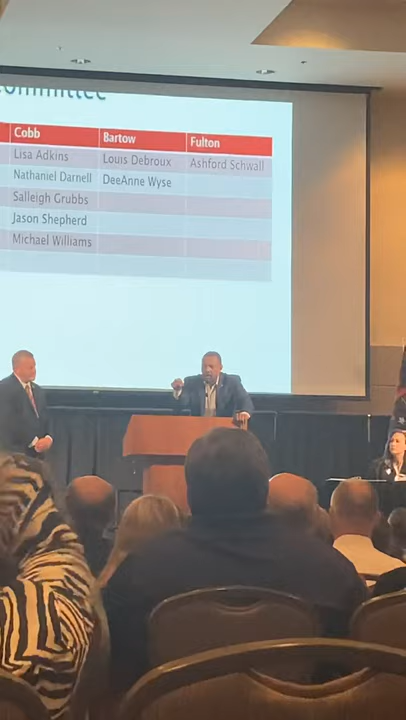 committee
Cobb Bartow Fulton
Lisa Adkins Louis Debroux Ashford Schwall
Nathaniel Darnell DeeAnne Wyse
Salleigh Grubbs
Jason Shepherd
Michael Williams